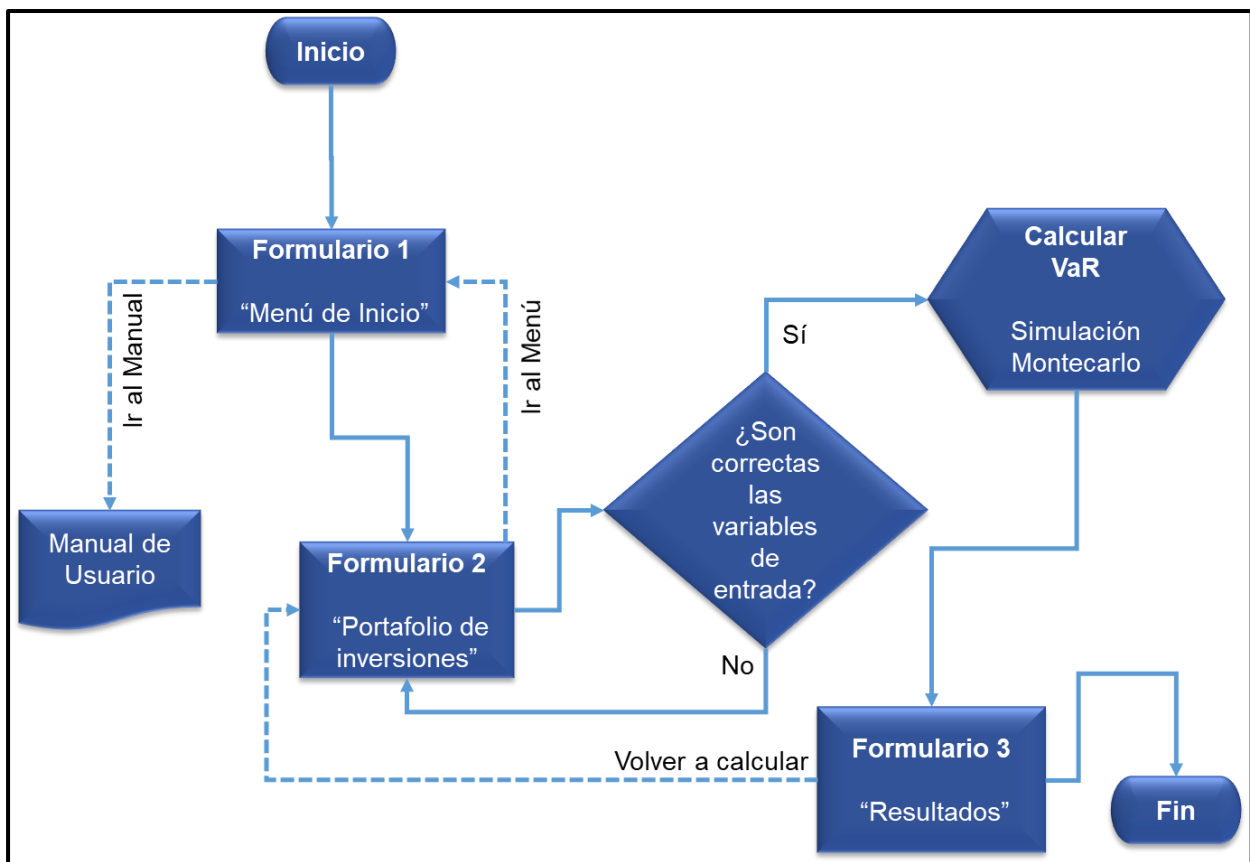 Inicio
Formulario 1
“Menú de Inicio”
Ir al Manual
Ir al Menú
Manual de
Usuario
Formulario 2
“Portafolio de
inversiones”
¿Son
correctas
las
variables
de
entrada?
Sí
No
Calcular
VaR
Simulación
Montecarlo
Volver a calcular
Formulario 3
“Resultados”
Fin